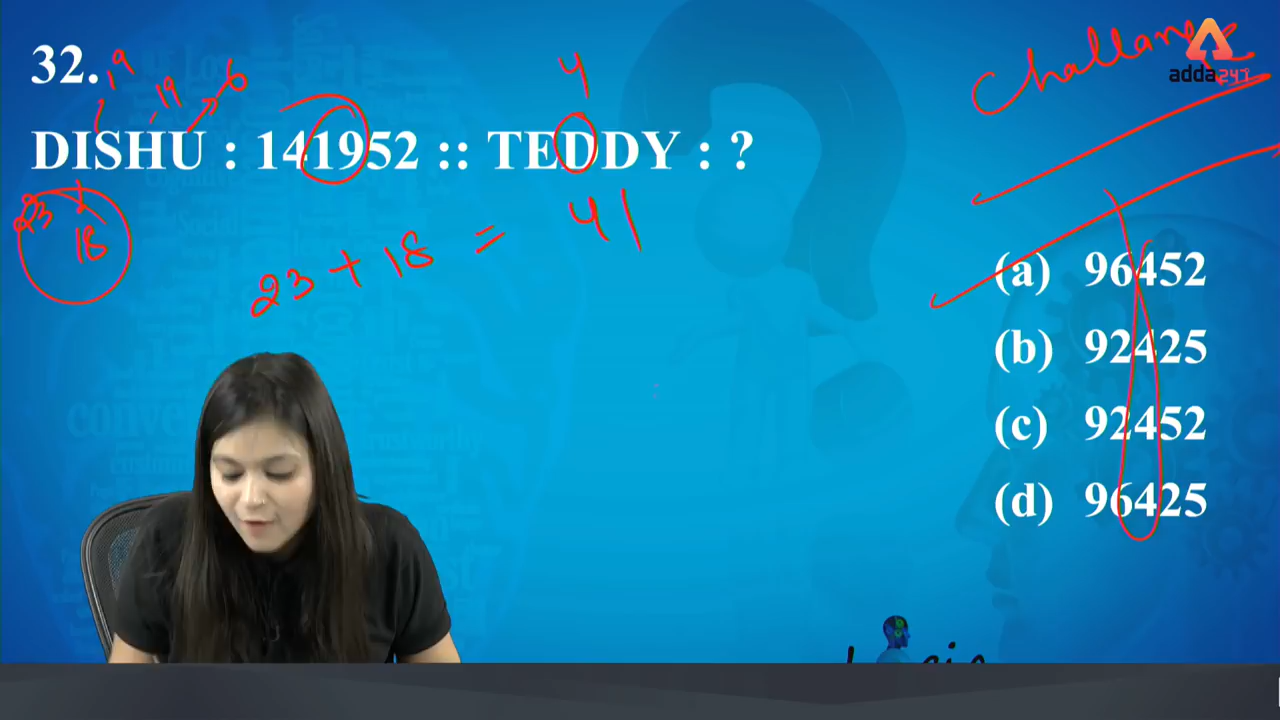 32.
Challange
adda247
19
19
6
4
DISHU : 141952 :: TEDDY : ?
23
18
23 + 18 = 41
(a) 96452
(b) 92425
(c) 92452
(d) 96425